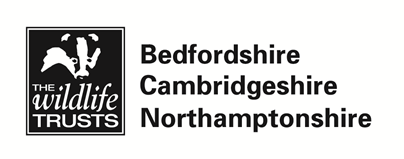 THE
wildlife
TRUSTS
Bedfordshire
Cambridgeshire
Northamptonshire